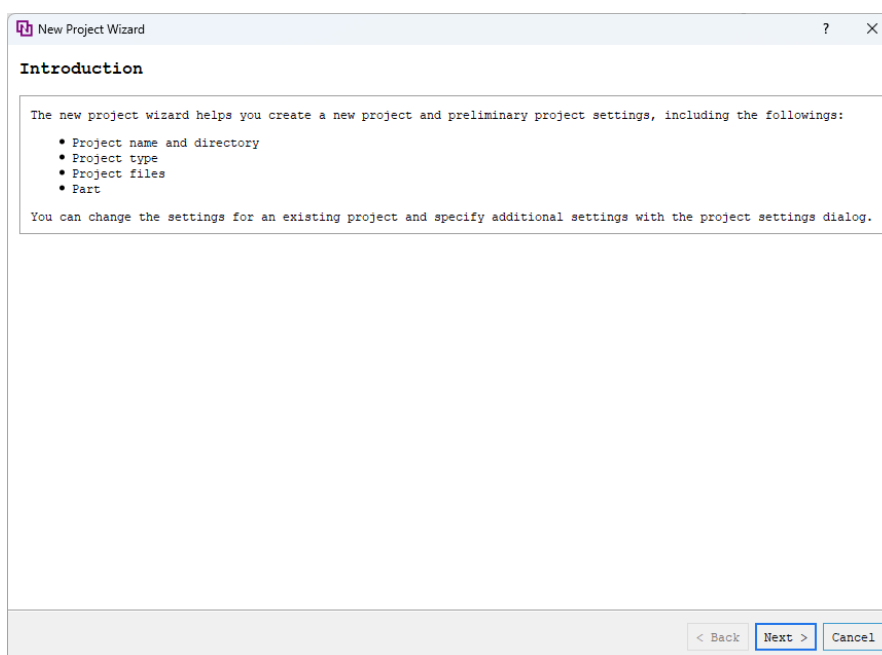 New Project Wizard
?
Introduction
The new project wizard helps you create a new project and preliminary project settings, including the followings:
• Project name and directory
• Project type
• Project files
• Part
You can change the settings for an existing project and specify additional settings with the project settings dialog.
< Back Next > Cancel